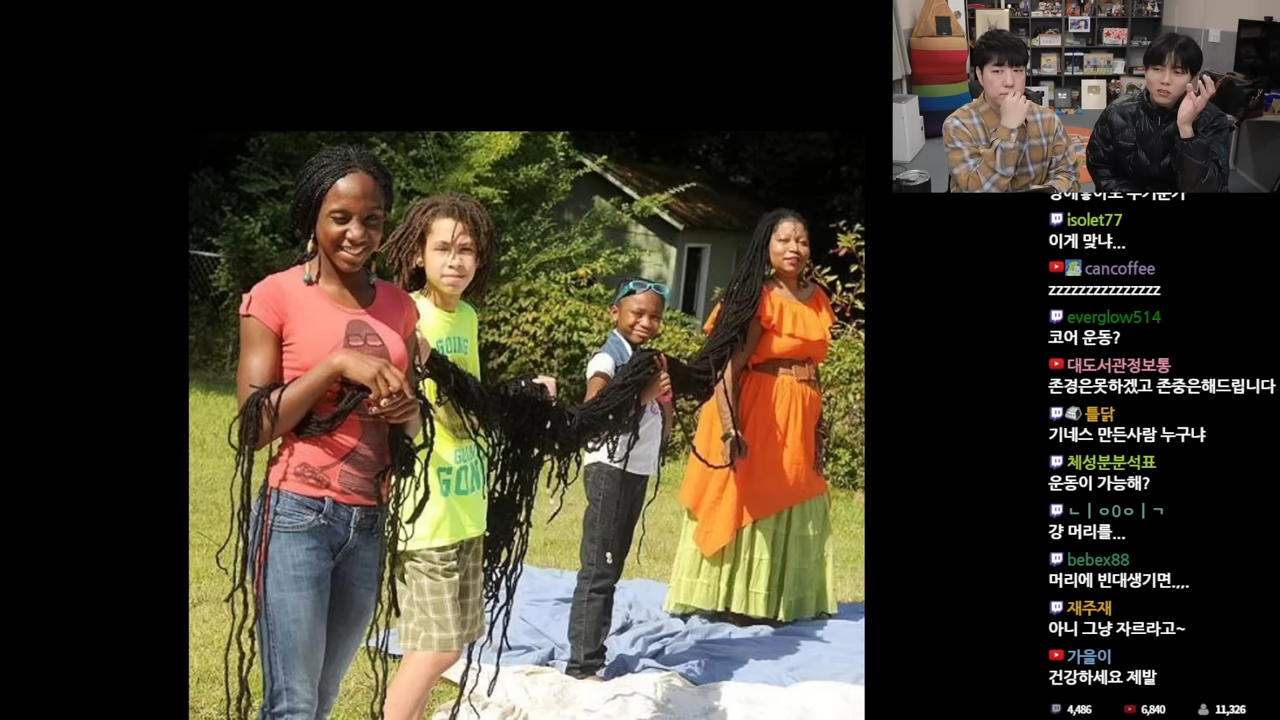 isolet77
이게 맞냐...
cancoffee
zzzzzzzzzzzzzzz
everglow514
코어 운동?
대도서관정보통
존경은못하겠고 존중은해드립니다
틀닭
기네스 만든사람 누구냐
체성분분석표
운동이 가능해?
ㄴㅣㅇ0ㅇㅣㄱ
걍 머리를...
bebex88
머리에 빈대생기면.,,.
재주재
아니 그냥 자르라고~
가을이
건강하세요 제발
4,486 6,840 11,326
GOING
GOING
GON